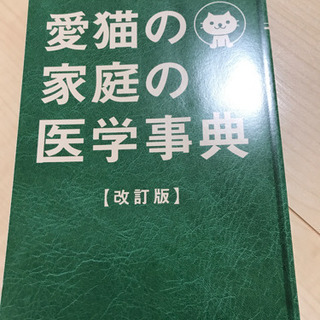 愛猫の
家庭の
医学事典
【改訂版】